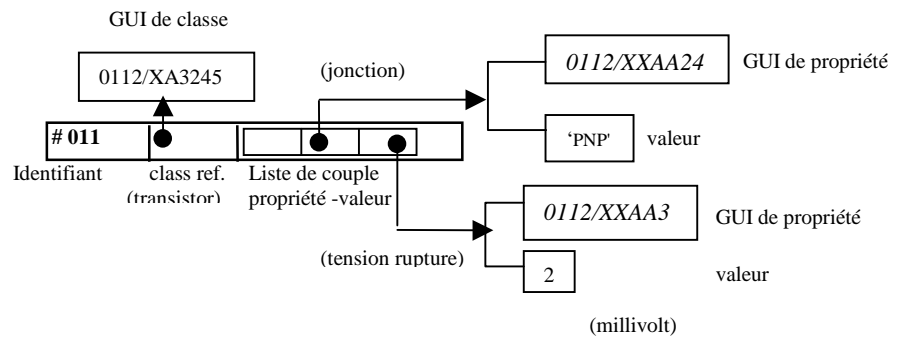 GUI de classe
0112/XA3245
(jonction)
0112/XXAA24
GUI de propriété
# 011
‘PNP'
valeur
Identifiant
class ref.
(transistor)
Liste de couple
propriété -valeur
0112/XXAA3
GUI de propriété
(tension rupture)
2
valeur
(millivolt)